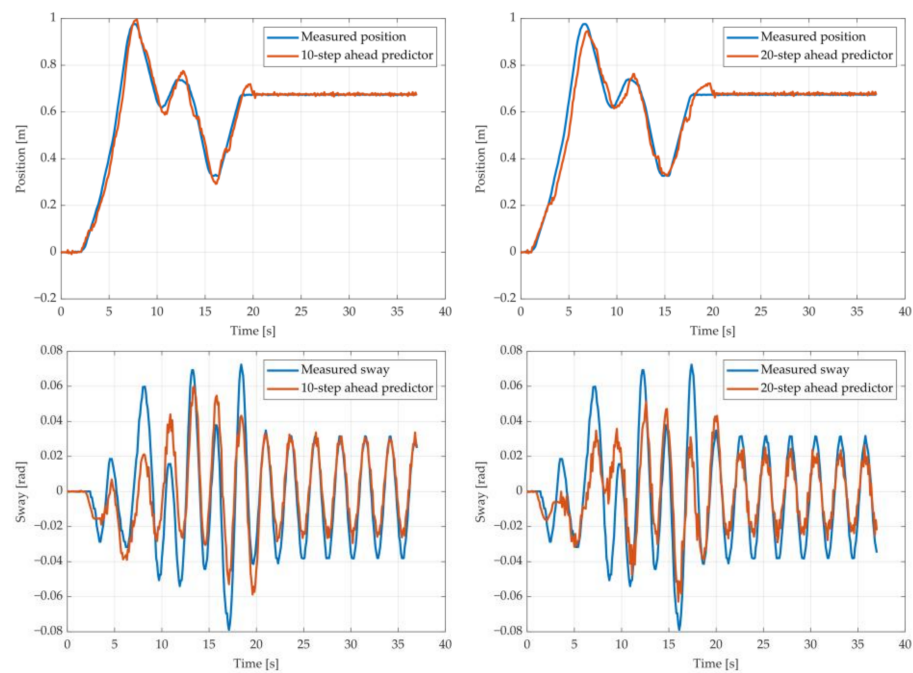 1
0.8
0.6
0.4
0.2
0
−0.2
Position [m]
0 5 10 15 20 25 30 35 40
Time [s]
Measured position
10-step ahead predictor
1
0.8
0.6
0.4
0.2
0
−0.2
Position [m]
0 5 10 15 20 25 30 35 40
Time [s]
Measured position
20-step ahead predictor
0.08
0.06
0.04
0.02
0
−0.02
−0.04
−0.06
−0.08
Sway [rad]
0 5 10 15 20 25 30 35 40
Time [s]
Measured sway
10-step ahead predictor
0.08
0.06
0.04
0.02
0
−0.02
−0.04
−0.06
−0.08
Sway [rad]
0 5 10 15 20 25 30 35 40
Time [s]
Measured sway
20-step ahead predictor